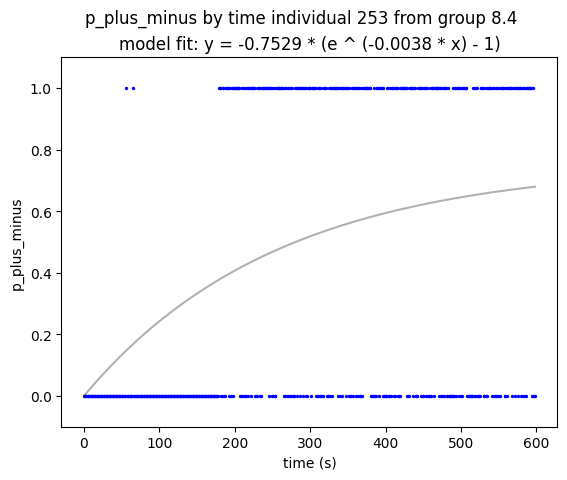 p_plus_minus by time individual 253 from group 8.4
model fit: y = -0.7529 * (e ^ (-0.0038 * x) - 1)
1.0
0.8
0.6
0.4
0.2
0.0
p_plus_minus
0 100 200 300 400 500 600
time (s)